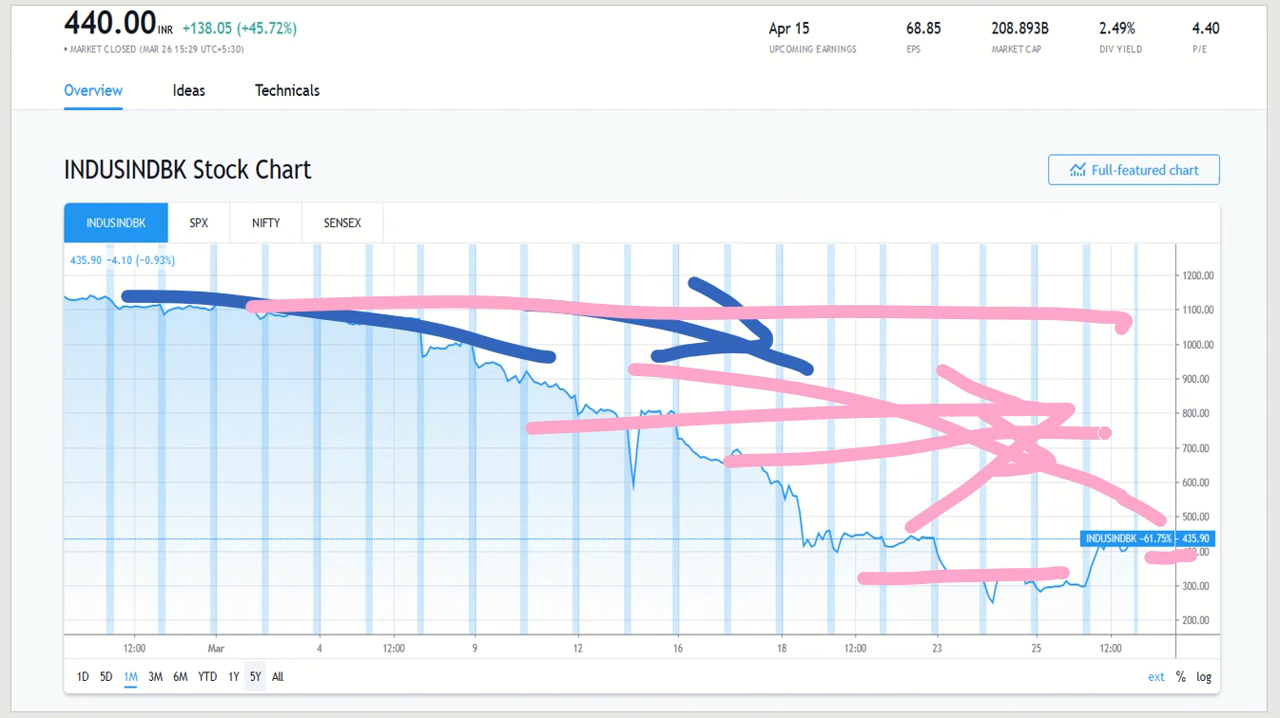 440.00 INR +138.05 (+45.72%)
• MARKET CLOSED (MAR 26 15:29 UTC+5:30)
Apr 15 68.85 208.893B 2.49% 4.40
UPCOMING EARNINGS EPS MARKET CAP DIV YIELD P/E
Overview Ideas Technicals
INDUSINDBK Stock Chart
Full-featured chart
INDUSINDBK SPX NIFTY SENSEX
435.90 −4.10 (−0.93%)
1200.00
1100.00
1000.00
900.00
800.00
700.00
600.00
500.00
INDUSINDBK −61.75% 435.90
300.00
200.00
12:00 Mar 4 12:00 9 12 16 18 12:00 23 25 12:00
1D 5D 1M 3M 6M YTD 1Y 5Y All
ext % log